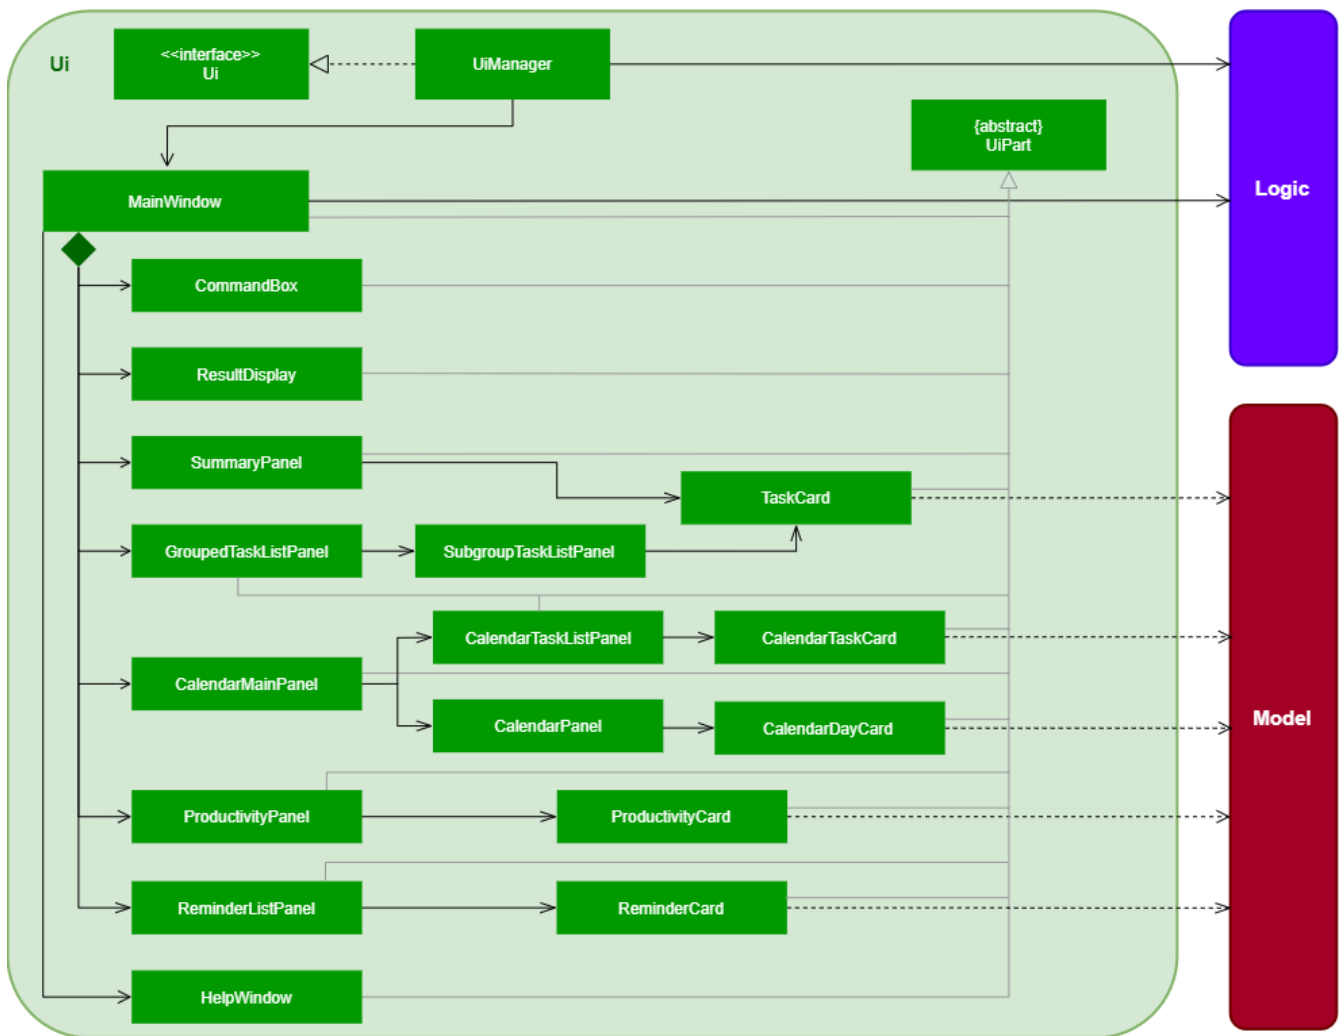 Ui
<<interface>>
Ui
UiManager
{abstract}
UiPart
Logic
MainWindow
CommandBox
ResultDisplay
SummaryPanel
TaskCard
GroupedTaskListPanel
SubgroupTaskListPanel
CalendarTaskListPanel
CalendarTaskCard
CalendarMainPanel
CalendarPanel
CalendarDayCard
Model
ProductivityPanel
ProductivityCard
ReminderListPanel
ReminderCard
HelpWindow